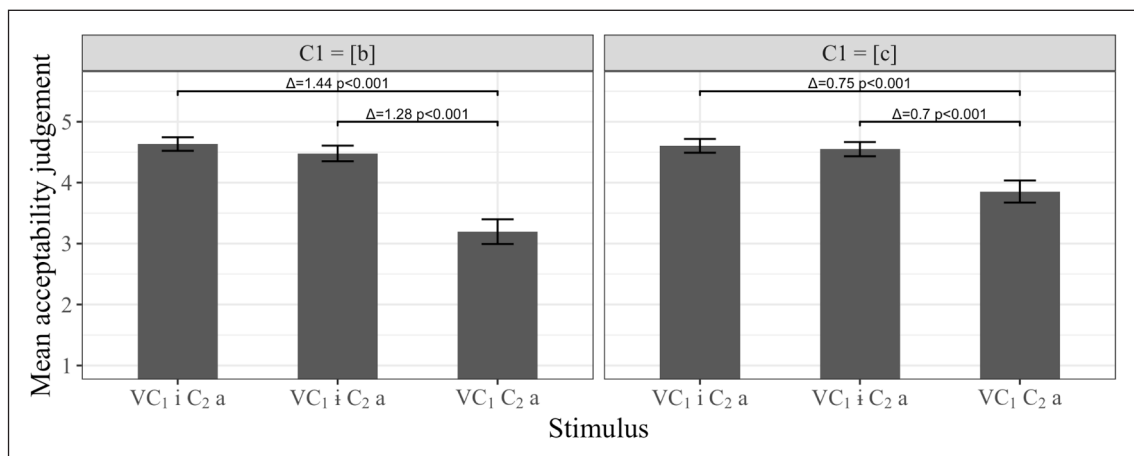 C1 = [b]
C1 = [c]
Δ=1.44 p<0.001
Δ=0.75 p<0.001
Δ=1.28 p<0.001
Δ=0.7 p<0.001
Mean acceptability judgement
5
4
3
2
1
VC₁ i C₂ a
VC₁ ɨ C₂ a
VC₁ C₂ a
VC₁ i C₂ a
VC₁ ɨ C₂ a
VC₁ C₂ a
Stimulus